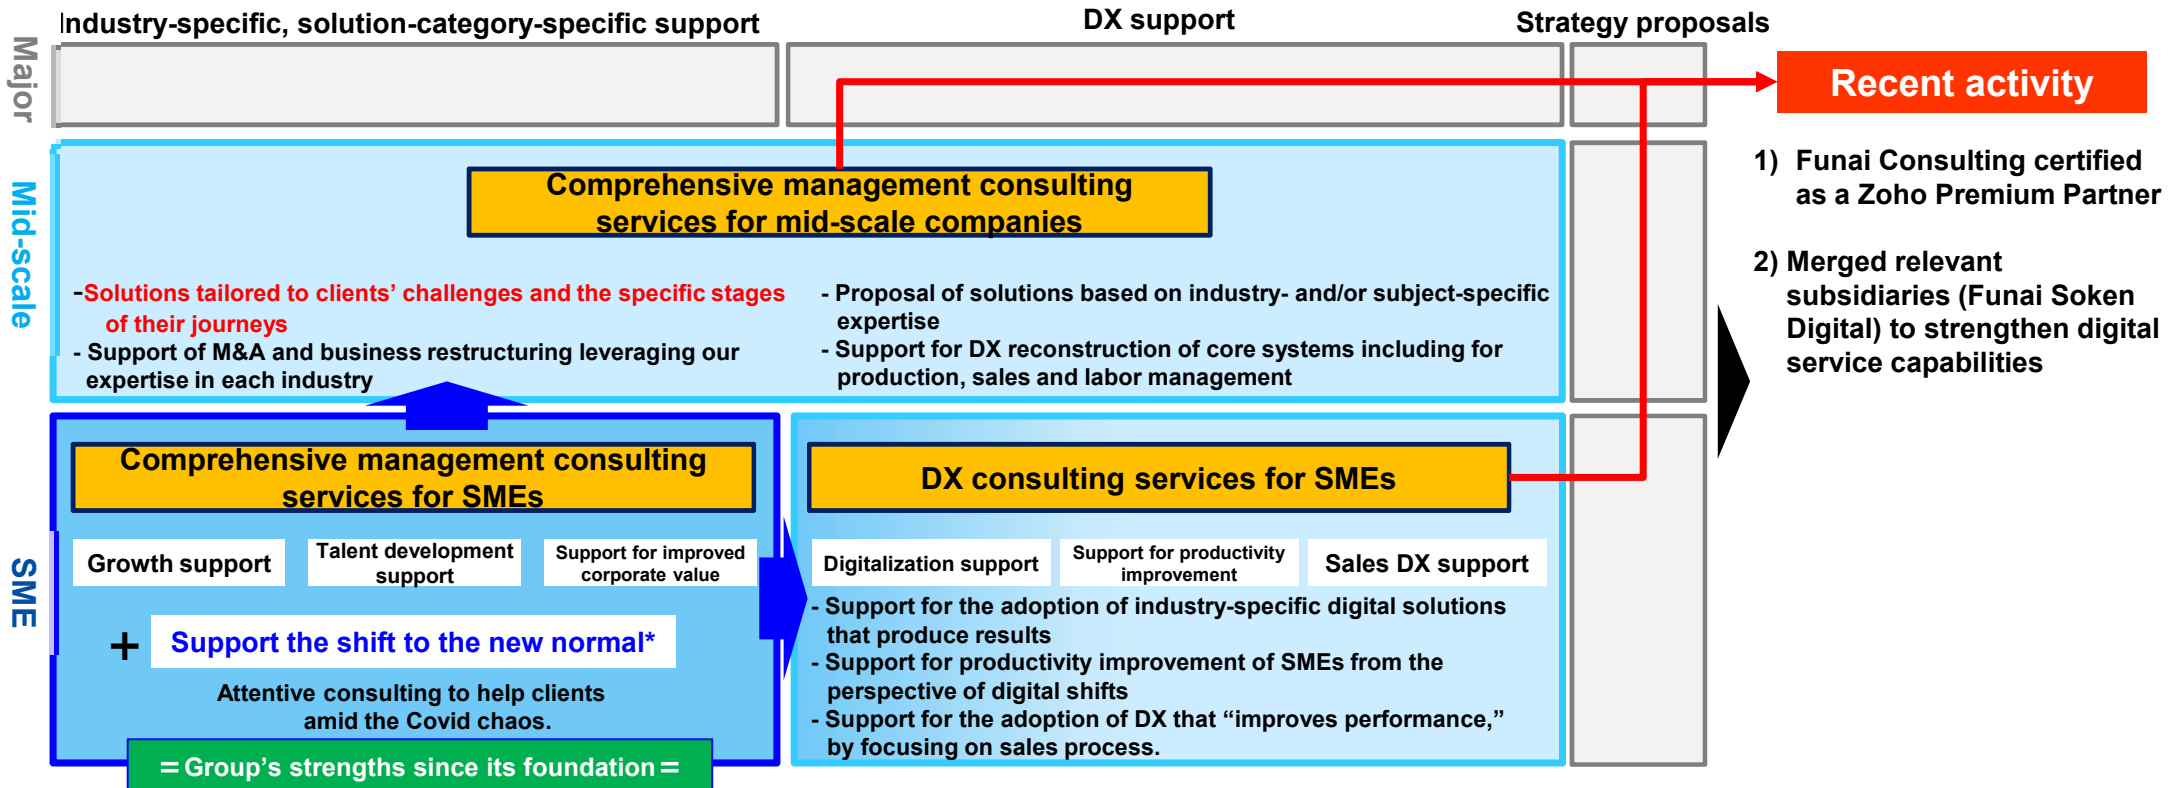 Industry-specific, solution-category-specific support
DX support
Strategy proposals
Major
Recent activity
1) Funai Consulting certified
as a Zoho Premium Partner
2) Merged relevant
subsidiaries (Funai Soken
Digital) to strengthen digital
service capabilities
Mid-scale
Comprehensive management consulting
services for mid-scale companies
-Solutions tailored to clients’ challenges and the specific stages
of their journeys
- Support of M&A and business restructuring leveraging our
expertise in each industry
- Proposal of solutions based on industry- and/or subject-specific
expertise
- Support for DX reconstruction of core systems including for
production, sales and labor management
SME
Comprehensive management consulting
services for SMEs
Growth support
Talent development
support
Support for improved
corporate value
+
Support the shift to the new normal*
Attentive consulting to help clients
amid the Covid chaos.
= Group’s strengths since its foundation =
DX consulting services for SMEs
Digitalization support
Support for productivity
improvement
Sales DX support
- Support for the adoption of industry-specific digital solutions
that produce results
- Support for productivity improvement of SMEs from the
perspective of digital shifts
- Support for the adoption of DX that “improves performance,”
by focusing on sales process.